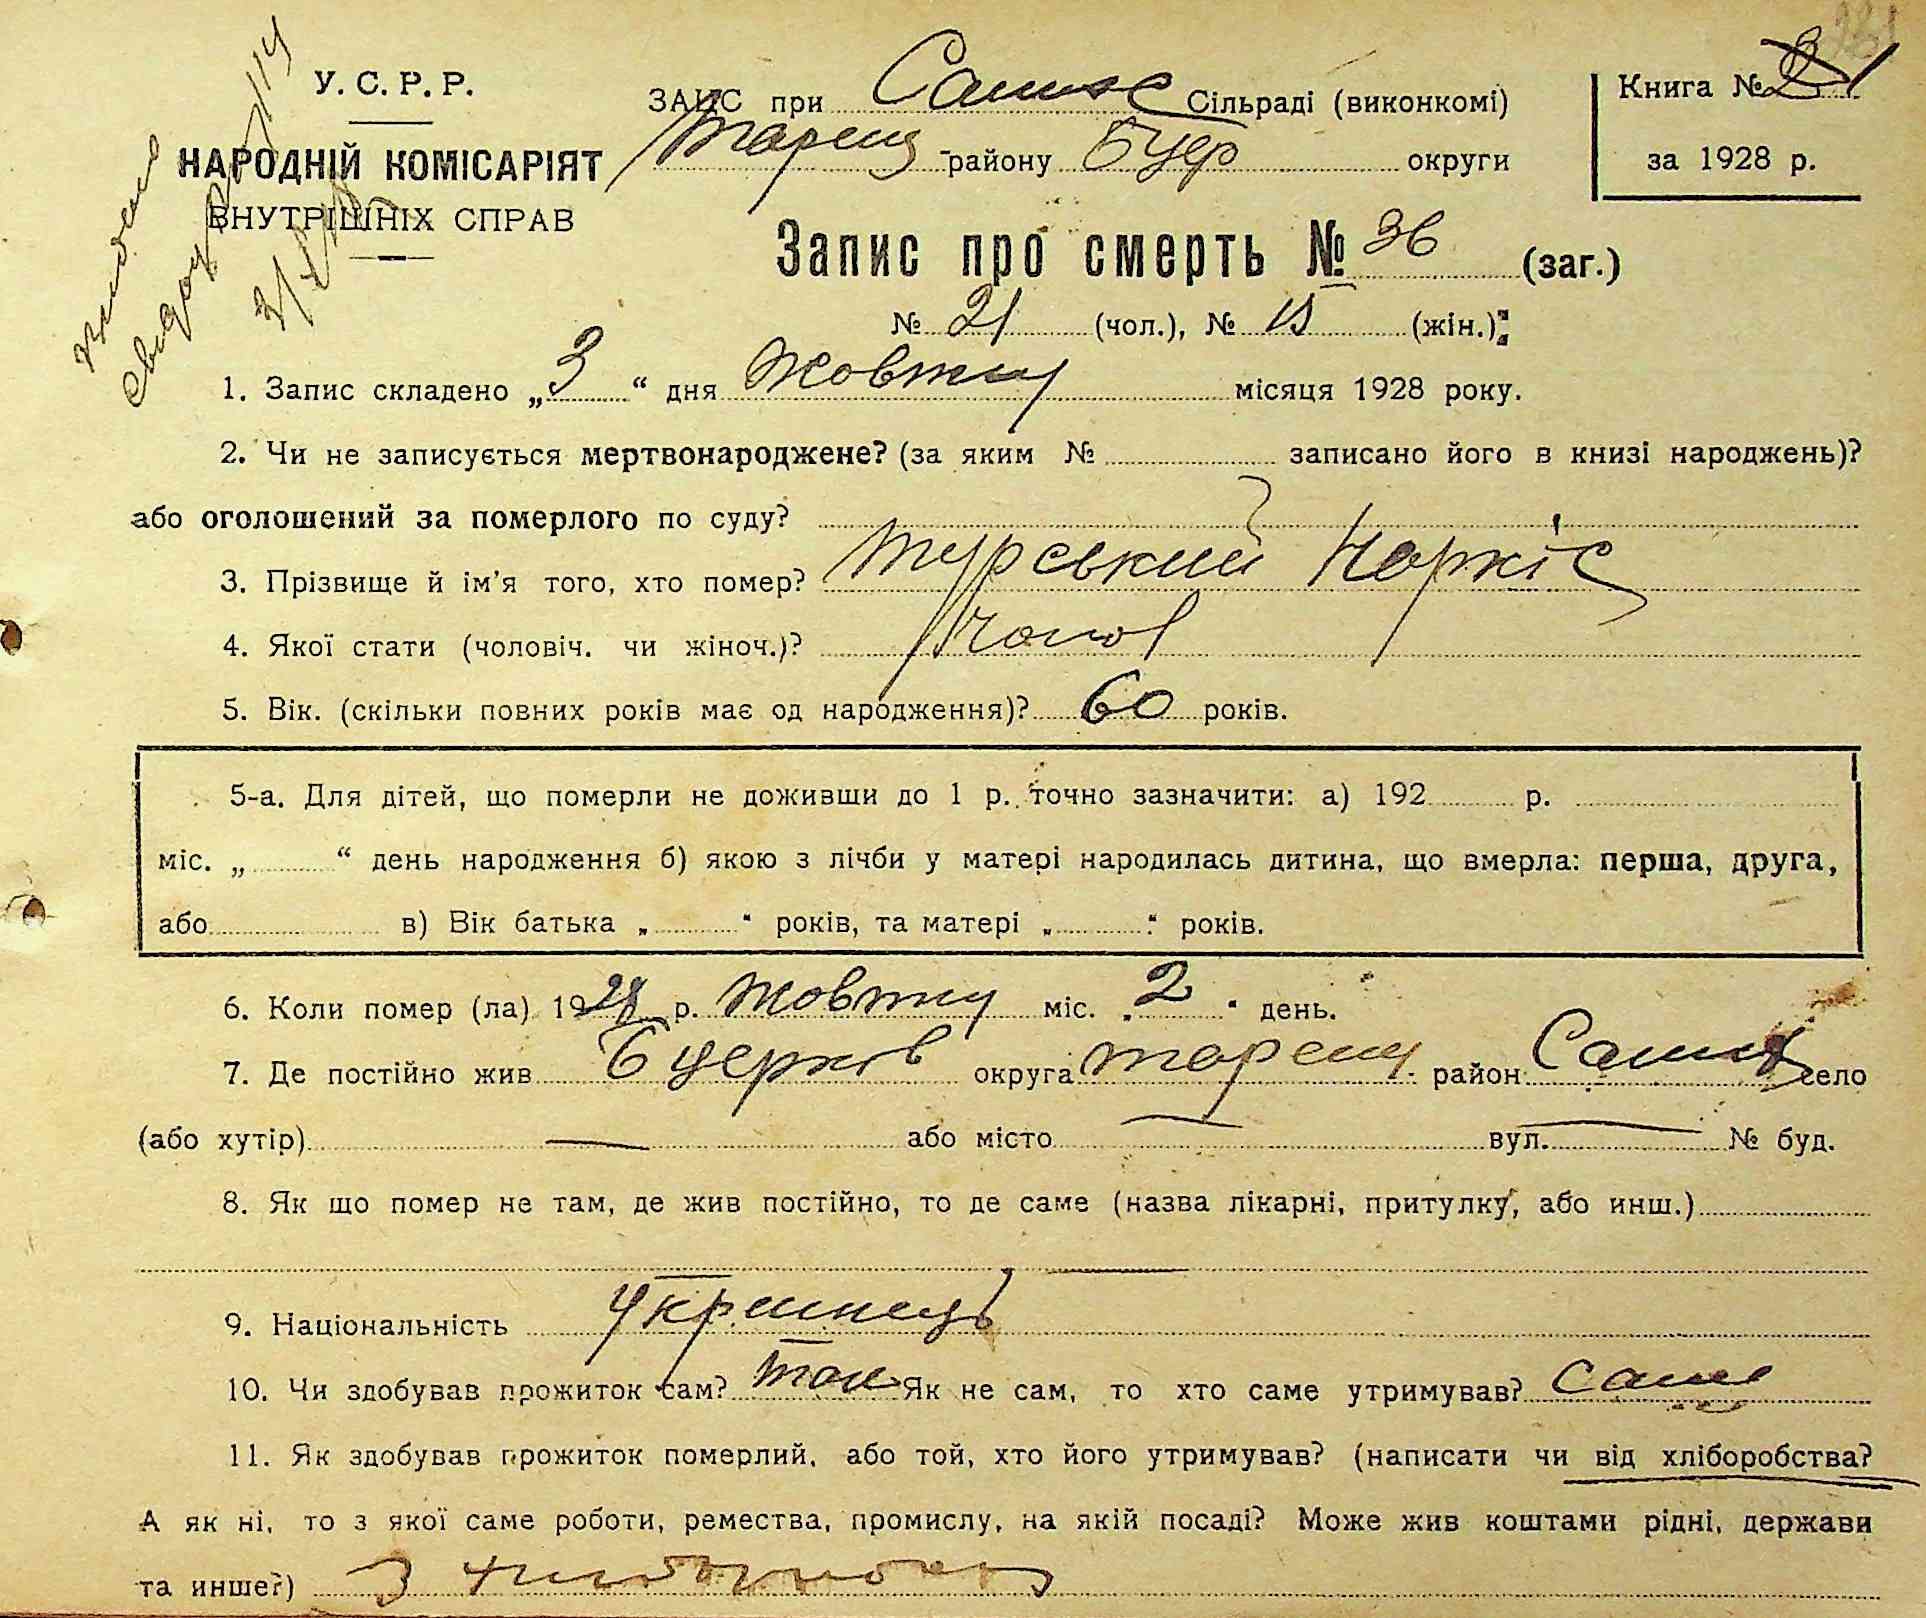 У. С. Р. Р.
НАРОДНІЙ КОМІСАРІЯТ
ВНУТРІШНІХ СПРАВ
ЗАГС при Сільраді (виконкомі)
Таращ району Б Цер округи
Книга № 1
за 1928 р.
Запис про смерть № 36 (заг.)
№ 21 (чол.), № 15 (жін.)
1. Запис складено „3“ дня Жовтня місяця 1928 року.
2. Чи не записується мертвонароджене? (за яким № записано його в книзі народжень)?
або оголошений за померлого по суду?
3. Прізвище й ім'я того, хто помер? Турський Наркіс
4. Якої стати (чоловіч. чи жіноч.)? Чолов
5. Вік. (скільки повних років має од народження)? 60 років.
5-а. Для дітей, що померли не доживши до 1 р. точно зазначити: а) 192 р.
міс. „ “ день народження б) якою з лічби у матері народилась дитина, що вмерла: перша, друга,
або в) Вік батька „ “ років, та матері „ “ років.
6. Коли помер (ла) 1928 р. Жовтня міс. „2“ день.
7. Де постійно жив Б Церків округа Таращ район село
(або хутір) — або місто — вул. — № буд.
8. Як що помер не там, де жив постійно, то де саме (назва лікарні, притулку, або инш.)
9. Національність Українець
10. Чи здобував прожиток сам? так Як не сам, то хто саме утримував? сам
11. Як здобував прожиток померлий, або той, хто його утримував? (написати чи від хліборобства?
А як ні, то з якої саме роботи, ремества, промислу, на якій посаді? Може жив коштами рідні, держави
та инше?) З хліборобства